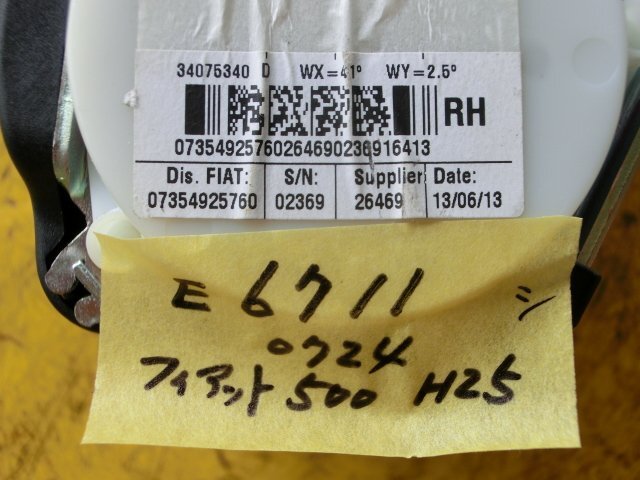 34075340 D WX=41° WY=2.5°
RH
07354925760264690236916413
Dis. FIAT: S/N: Supplier Date:
07354925760 02369 26469 13/06/13
E 6711 シ
0724
フィアット 500 H25